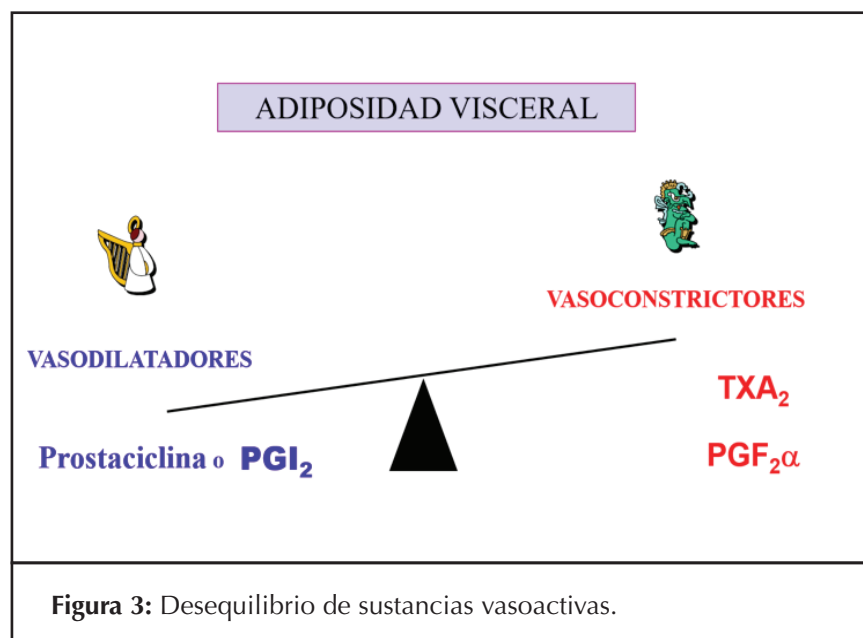 ADIPOSIDAD VISCERAL
VASOCONSTRICTORES
VASODILATADORES
TXA₂
Prostaciclina o PGI₂
PGF₂α
Figura 3: Desequilibrio de sustancias vasoactivas.